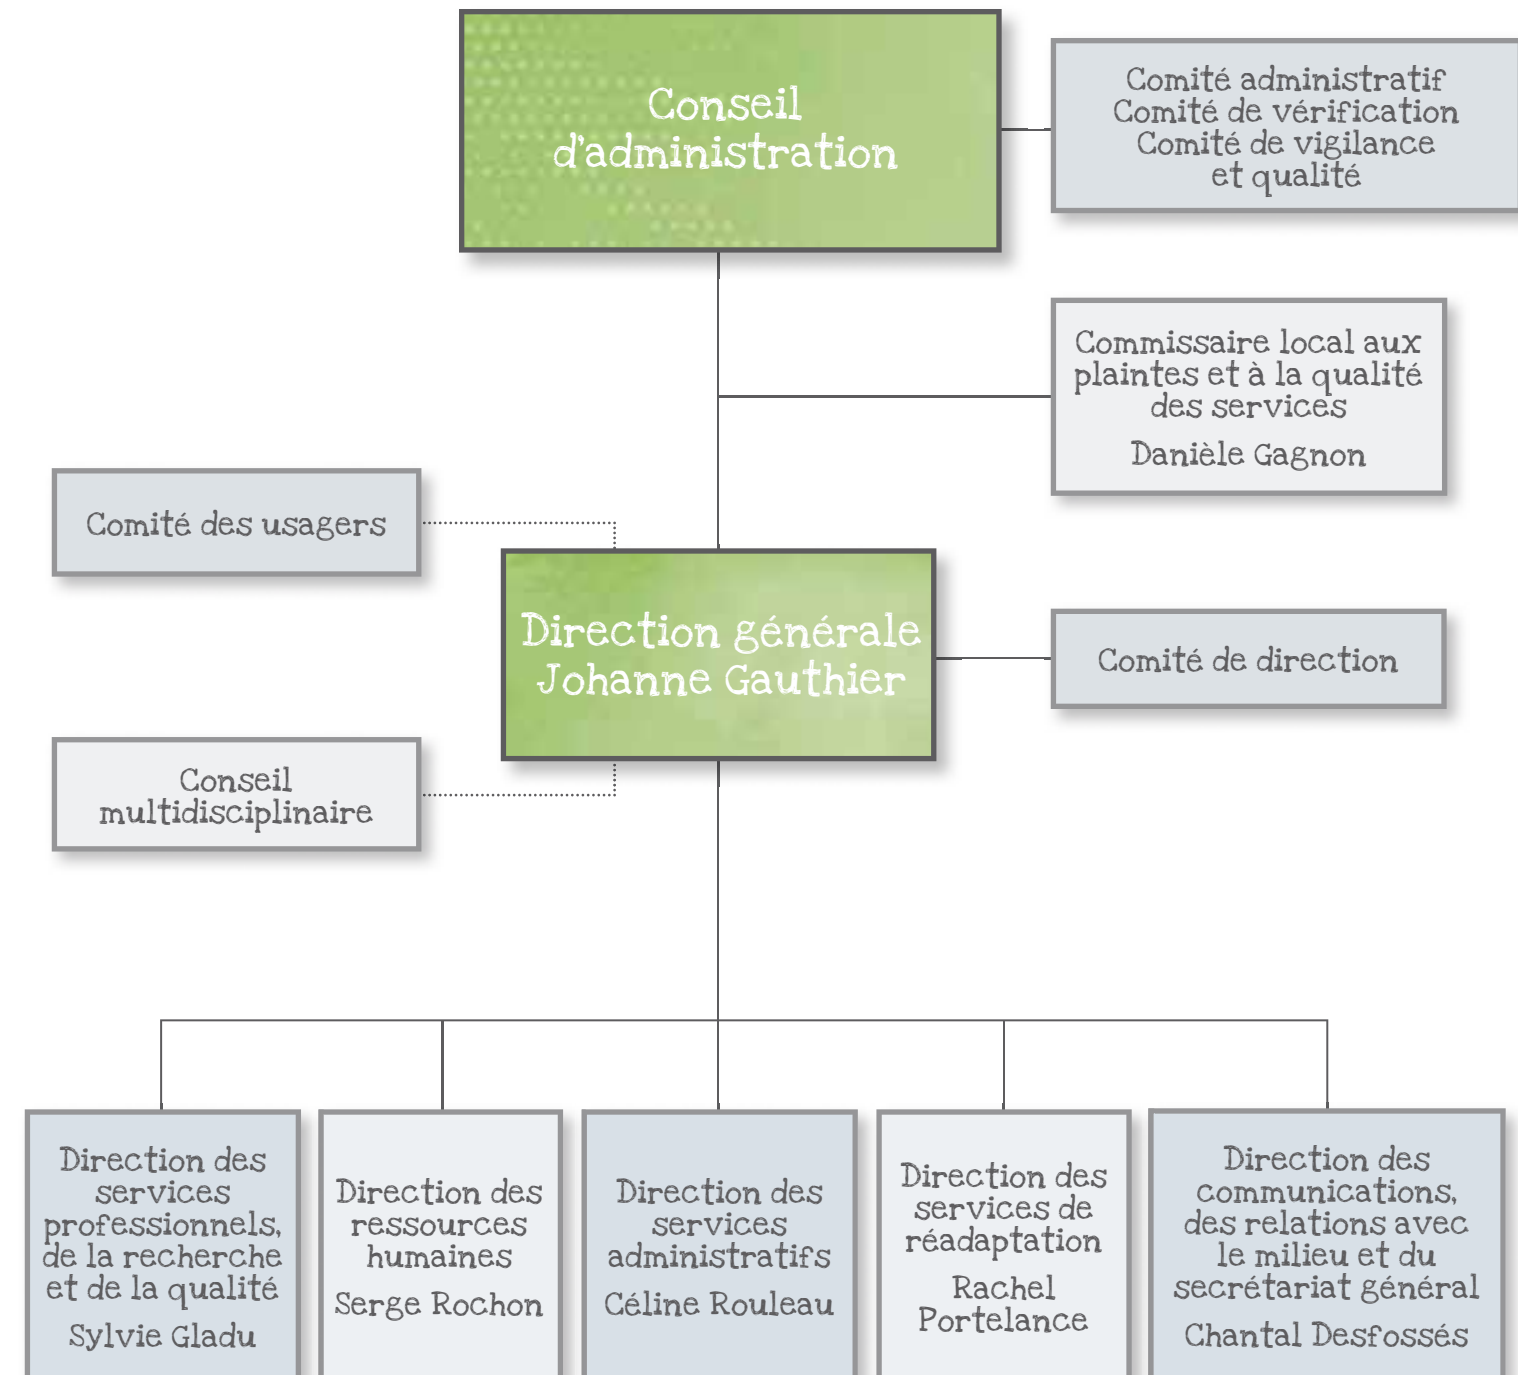 Conseil
d'administration
Comité administratif
Comité de vérification
Comité de vigilance
et qualité
Commissaire local aux
plaintes et à la qualité
des services
Danièle Gagnon
Comité des usagers
Direction générale
Johanne Gauthier
Comité de direction
Conseil
multidisciplinaire
Direction des
services
professionnels,
de la recherche
et de la qualité
Sylvie Gladu
Direction des
ressources
humaines
Serge Rochon
Direction des
services
administratifs
Céline Rouleau
Direction des
services de
réadaptation
Rachel
Portelance
Direction des
communications,
des relations avec
le milieu et du
secrétariat général
Chantal Desfossés